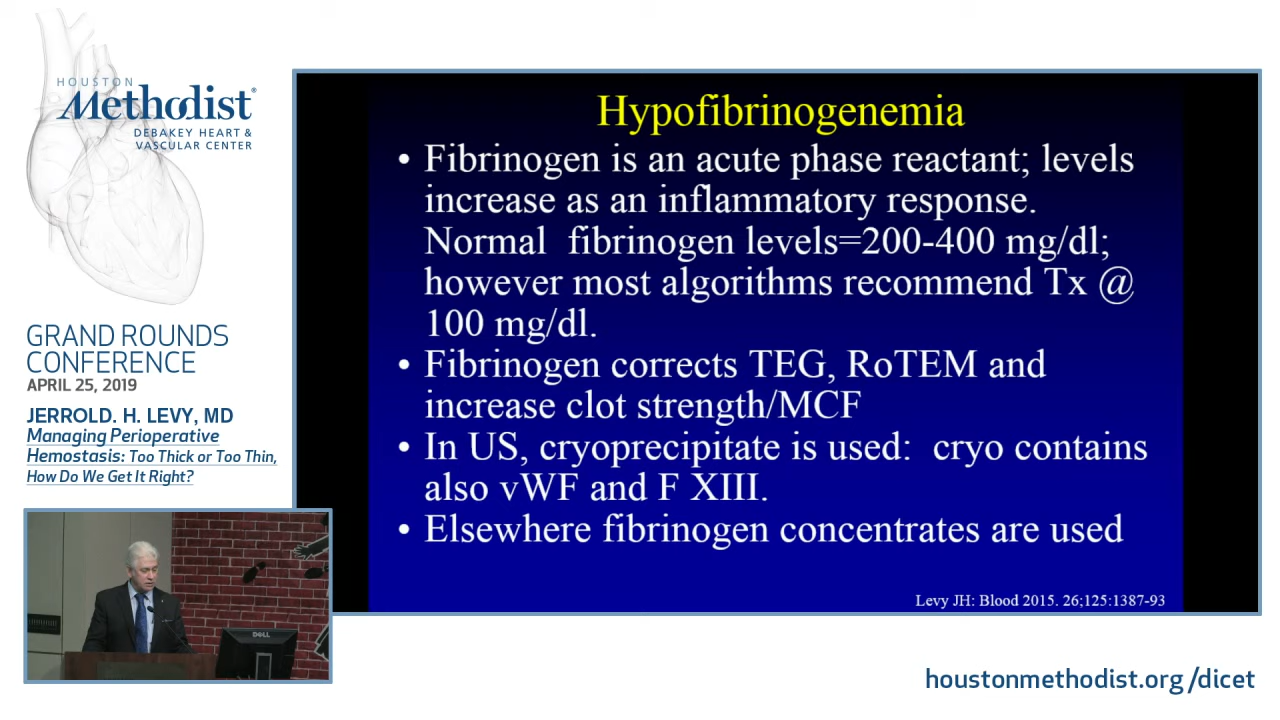 HOUSTON
Methodist®
DEBAKEY HEART &
VASCULAR CENTER
GRAND ROUNDS
CONFERENCE
APRIL 25, 2019
JERROLD. H. LEVY, MD
Managing Perioperative
Hemostasis: Too Thick or Too Thin,
How Do We Get It Right?
Hypofibrinogenemia
• Fibrinogen is an acute phase reactant; levels
increase as an inflammatory response.
Normal fibrinogen levels=200-400 mg/dl;
however most algorithms recommend Tx @
100 mg/dl.
• Fibrinogen corrects TEG, RoTEM and
increase clot strength/MCF
• In US, cryoprecipitate is used: cryo contains
also vWF and F XIII.
• Elsewhere fibrinogen concentrates are used
Levy JH: Blood 2015. 26;125:1387-93
DELL
houstonmethodist.org/dicet